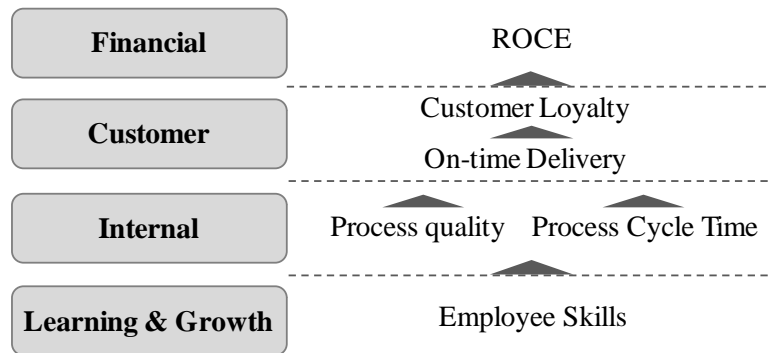 Financial
ROCE
Customer
Customer Loyalty
On-time Delivery
Internal
Process quality Process Cycle Time
Learning & Growth
Employee Skills